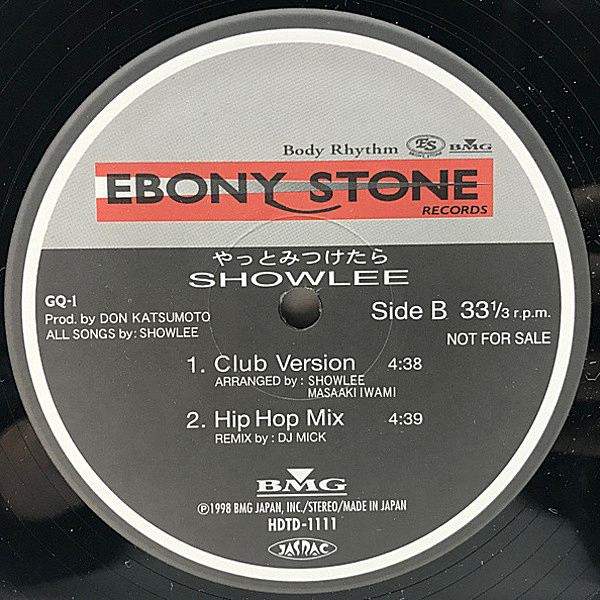 Body Rhythm ES BMG
EBONY STONE
RECORDS
やっとみつけたら
SHOWLEE
GQ-1
Prod. by DON KATSUMOTO
ALL SONGS by: SHOWLEE
Side B 33 1/3 r.p.m.
NOT FOR SALE
1. Club Version 4:38
ARRANGED by : SHOWLEE
MASAAKI IWAMI
2. Hip Hop Mix 4:39
REMIX by : DJ MICK
BMG
℗1998 BMG JAPAN, INC./STEREO/MADE IN JAPAN
HDTD-1111
JASRAC